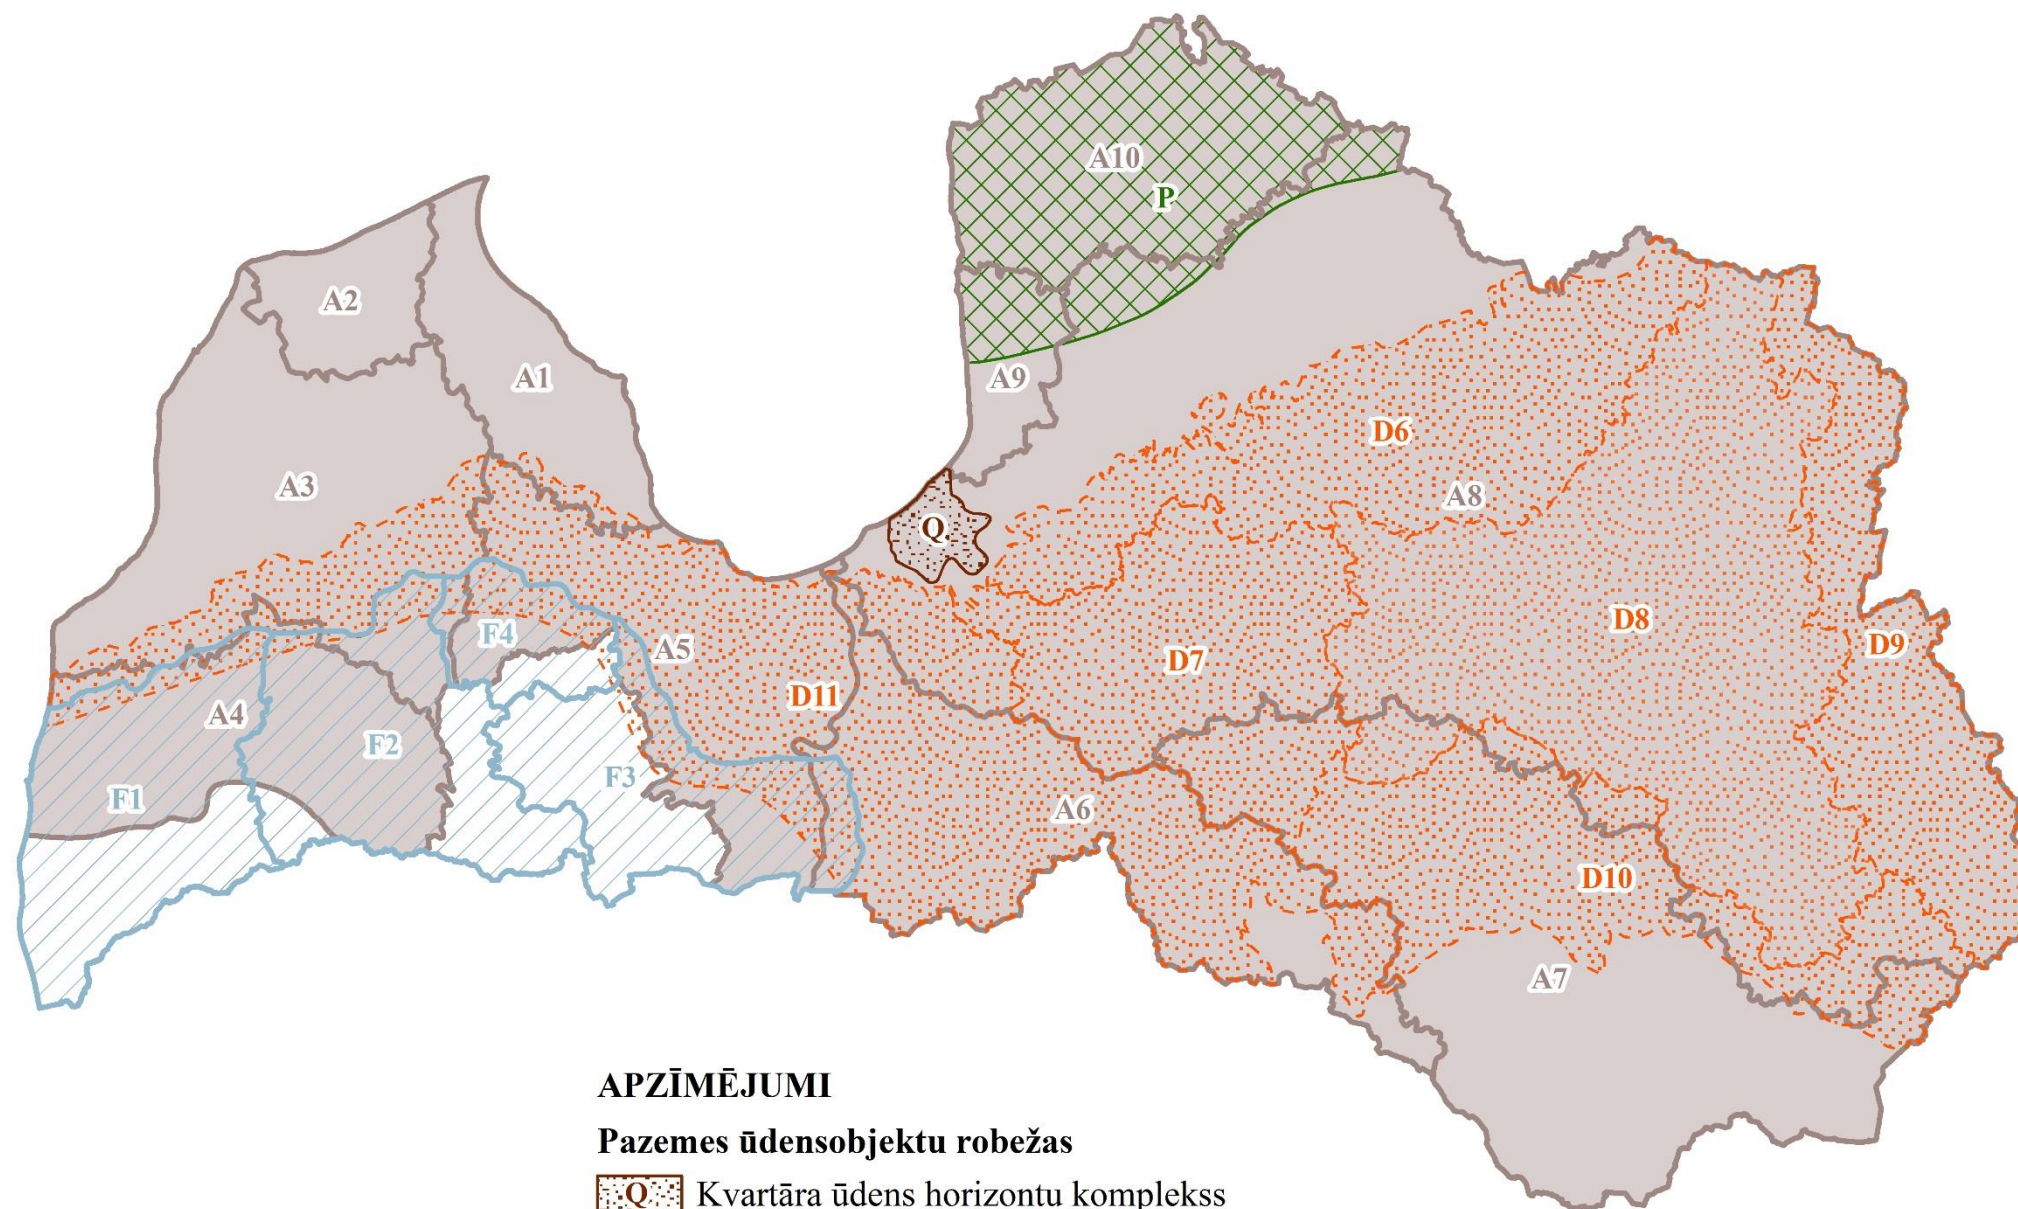 A10
P
A2
A1
A9
D6
A3
A8
Q
F4
A5
D7
D8
D9
D11
A4
F2
F1
F3
A6
D10
A7
APZĪMĒJUMI
Pazemes ūdensobjektu robežas
Q Kvartāra ūdens horizontu komplekss